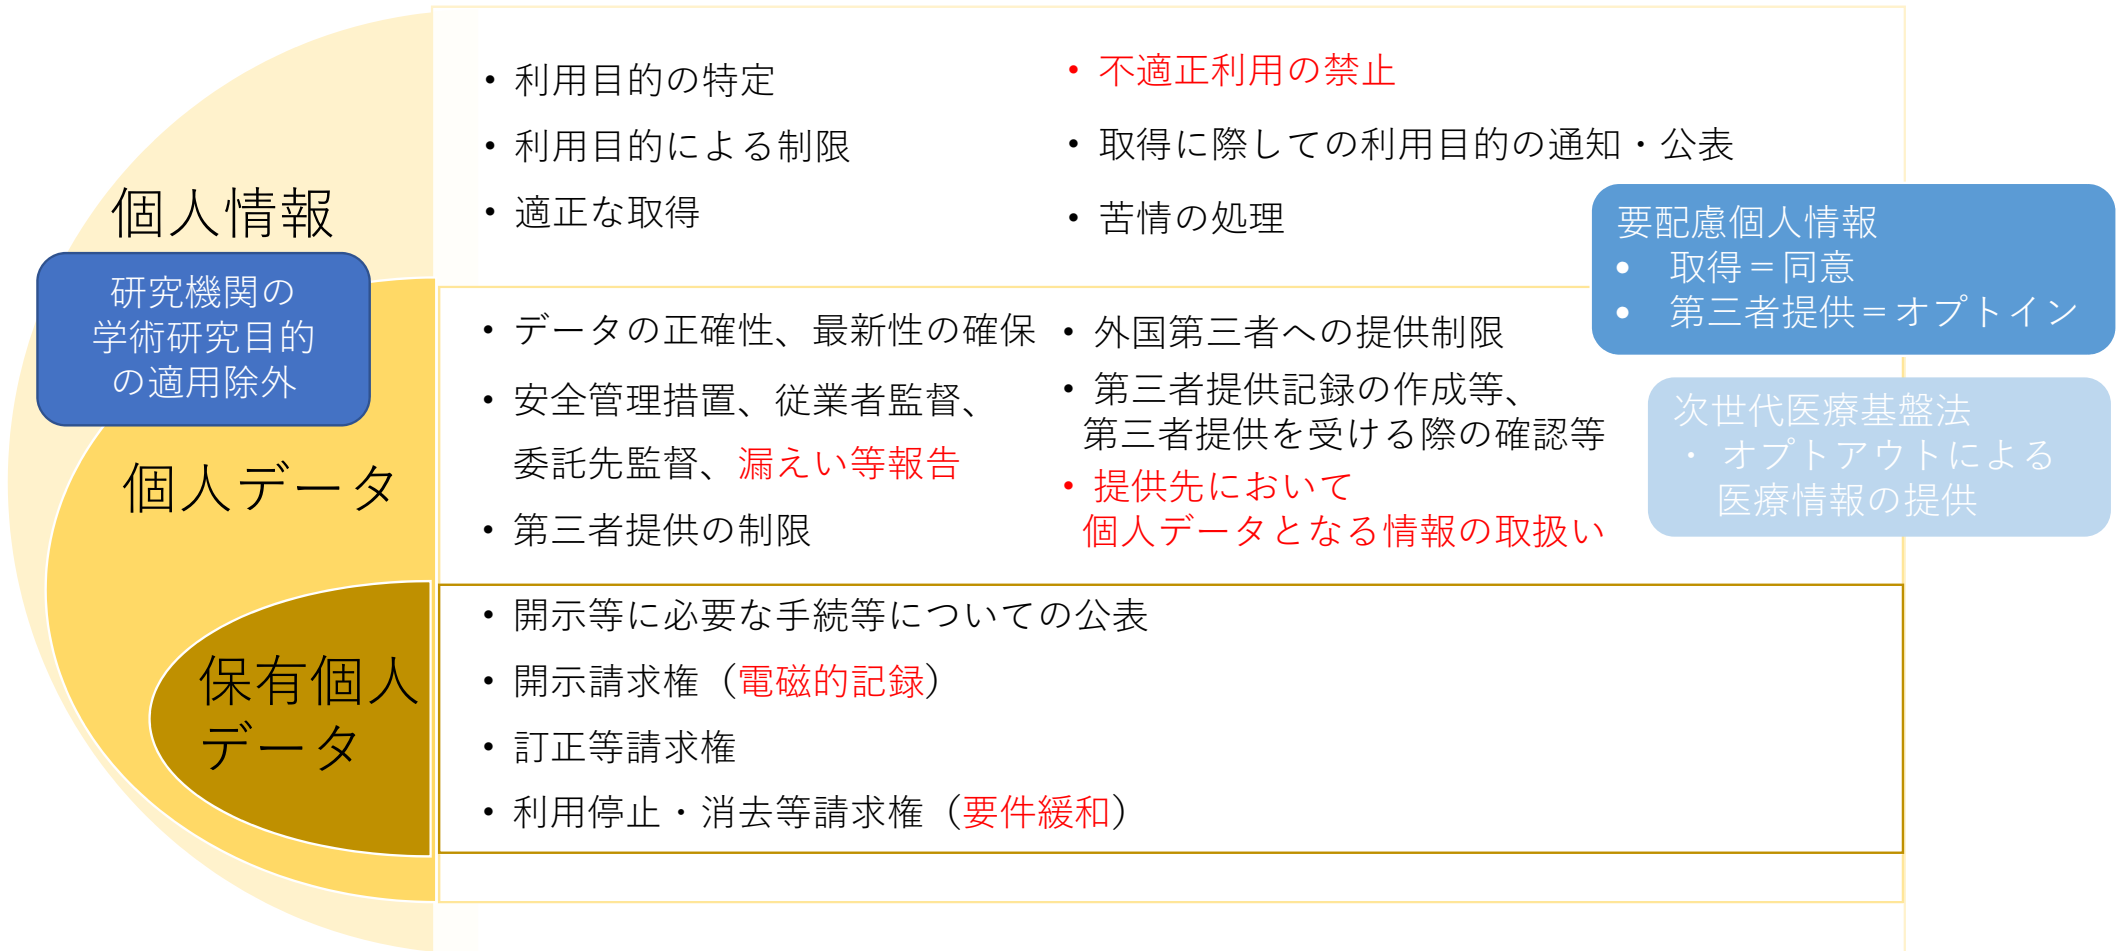 個人情報
研究機関の
学術研究目的
の適用除外
• 利用目的の特定
• 利用目的による制限
• 適正な取得
• 不適正利用の禁止
• 取得に際しての利用目的の通知・公表
• 苦情の処理
要配慮個人情報
• 取得＝同意
• 第三者提供＝オプトイン
個人データ
• データの正確性、最新性の確保
• 安全管理措置、従業者監督、
委託先監督、漏えい等報告
• 第三者提供の制限
• 外国第三者への提供制限
• 第三者提供記録の作成等、
第三者提供を受ける際の確認等
• 提供先において
個人データとなる情報の取扱い
次世代医療基盤法
・ オプトアウトによる
医療情報の提供
保有個人
データ
• 開示等に必要な手続等についての公表
• 開示請求権（電磁的記録）
• 訂正等請求権
• 利用停止・消去等請求権（要件緩和）